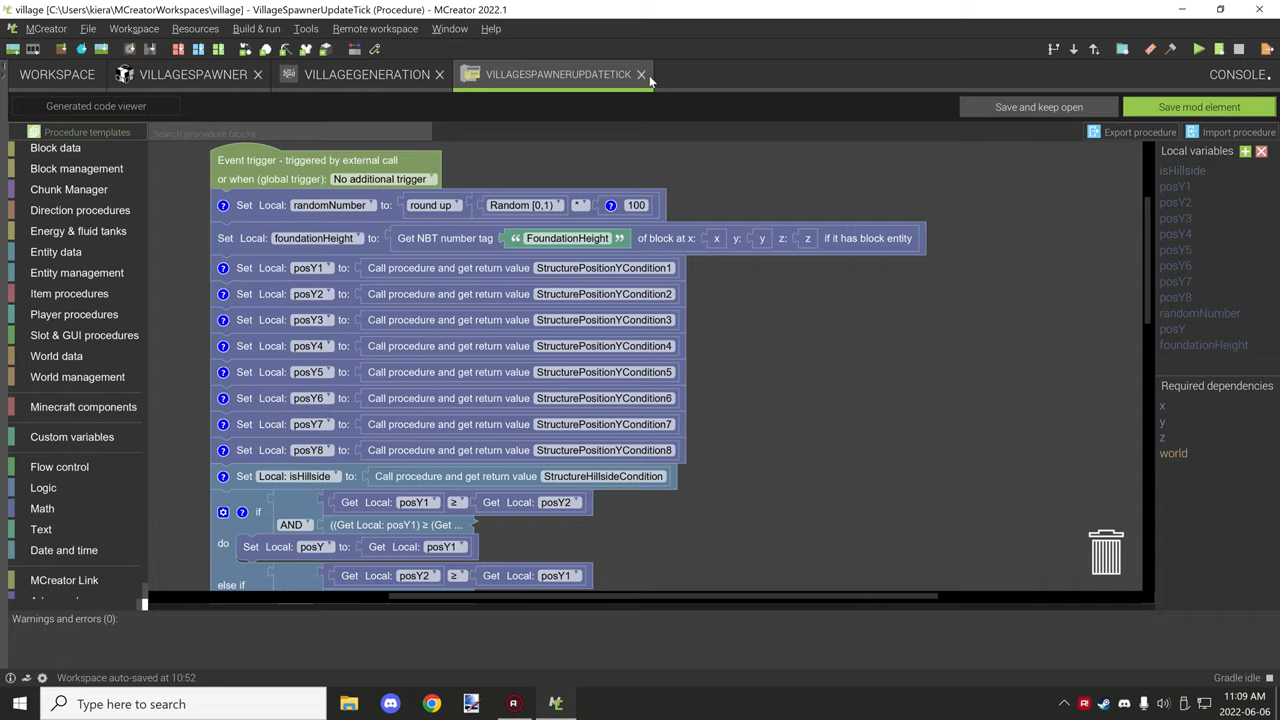 village [C:\Users\kiera\MCreatorWorkspaces\village] - VillageSpawnerUpdateTick (Procedure) - MCreator 2022.1
MCreator File Workspace Resources Build & run Tools Remote workspace Window Help
WORKSPACE VILLAGESPAWNER VILLAGEGENERATION VILLAGESPAWNERUPDATETICK CONSOLE
Generated code viewer Save and keep open Save mod element
Procedure templates Search procedure blocks Export procedure Import procedure
Block data
Block management
Chunk Manager
Direction procedures
Energy & fluid tanks
Entity data
Entity management
Item procedures
Player procedures
Slot & GUI procedures
World data
World management
Minecraft components
Custom variables
Flow control
Logic
Math
Text
Date and time
MCreator Link
Event trigger - triggered by external call
or when (global trigger): No additional trigger
Set Local: randomNumber to: round up Random [0,1) * 100
Set Local: foundationHeight to: Get NBT number tag “ FoundationHeight ” of block at x: x y: y z: z if it has block entity
Set Local: posY1 to: Call procedure and get return value StructurePositionYCondition1
Set Local: posY2 to: Call procedure and get return value StructurePositionYCondition2
Set Local: posY3 to: Call procedure and get return value StructurePositionYCondition3
Set Local: posY4 to: Call procedure and get return value StructurePositionYCondition4
Set Local: posY5 to: Call procedure and get return value StructurePositionYCondition5
Set Local: posY6 to: Call procedure and get return value StructurePositionYCondition6
Set Local: posY7 to: Call procedure and get return value StructurePositionYCondition7
Set Local: posY8 to: Call procedure and get return value StructurePositionYCondition8
Set Local: isHillside to: Call procedure and get return value StructureHillsideCondition
if Get Local: posY1 ≥ Get Local: posY2
AND ((Get Local: posY1) ≥ (Get ...
do Set Local: posY to: Get Local: posY1
else if Get Local: posY2 ≥ Get Local: posY1
Local variables
isHillside
posY1
posY2
posY3
posY4
posY5
posY6
posY7
posY8
randomNumber
posY
foundationHeight
Required dependencies
x
y
z
world
Warnings and errors (0):
Workspace auto-saved at 10:52 Gradle idle
Type here to search
11:09 AM
2022-06-06